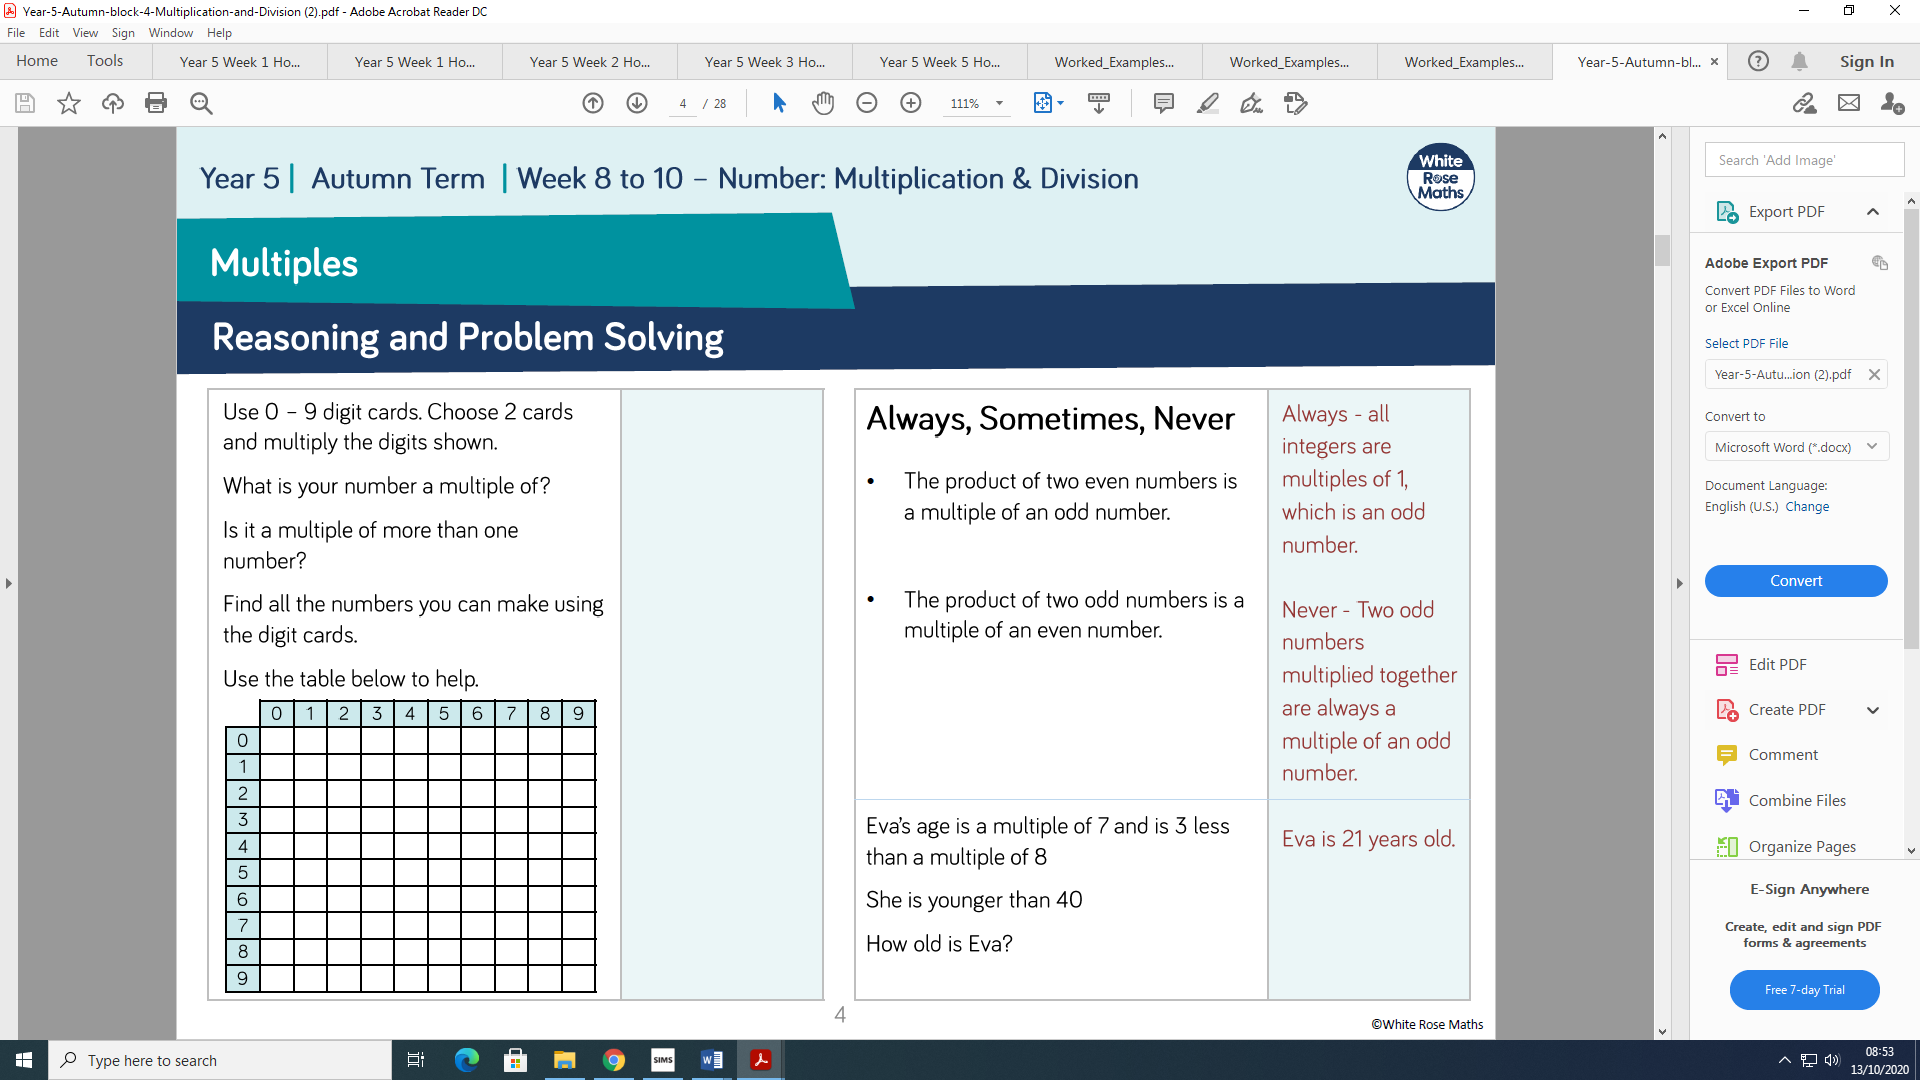 Year-5-Autumn-block-4-Multiplication-and-Division (2).pdf - Adobe Acrobat Reader DC
File Edit View Sign Window Help
Home Tools Year 5 Week 1 Ho... Year 5 Week 1 Ho... Year 5 Week 2 Ho... Year 5 Week 3 Ho... Year 5 Week 5 Ho... Worked_Examples... Worked_Examples... Worked_Examples... Year-5-Autumn-bl... Sign In
4 / 28 111%
Year 5 | Autumn Term | Week 8 to 10 – Number: Multiplication & Division
White
Rose
Maths
Multiples
Reasoning and Problem Solving
Use 0 – 9 digit cards. Choose 2 cards
and multiply the digits shown.
What is your number a multiple of?
Is it a multiple of more than one
number?
Find all the numbers you can make using
the digit cards.
Use the table below to help.
0 1 2 3 4 5 6 7 8 9
0
1
2
3
4
5
6
7
8
9
Always, Sometimes, Never
• The product of two even numbers is
a multiple of an odd number.
• The product of two odd numbers is a
multiple of an even number.
Always - all
integers are
multiples of 1,
which is an odd
number.
Never - Two odd
numbers
multiplied together
are always a
multiple of an odd
number.
Eva's age is a multiple of 7 and is 3 less
than a multiple of 8
She is younger than 40
How old is Eva?
Eva is 21 years old.
4
©White Rose Maths
Search 'Add Image'
Export PDF
Adobe Export PDF
Convert PDF Files to Word
or Excel Online
Select PDF File
Year-5-Autu...ion (2).pdf
Convert to
Microsoft Word (*.docx)
Document Language:
English (U.S.) Change
Convert
Edit PDF
Create PDF
Comment
Combine Files
Organize Pages
E-Sign Anywhere
Create, edit and sign PDF
forms & agreements
Free 7-day Trial
Type here to search
SIMS
08:53
13/10/2020